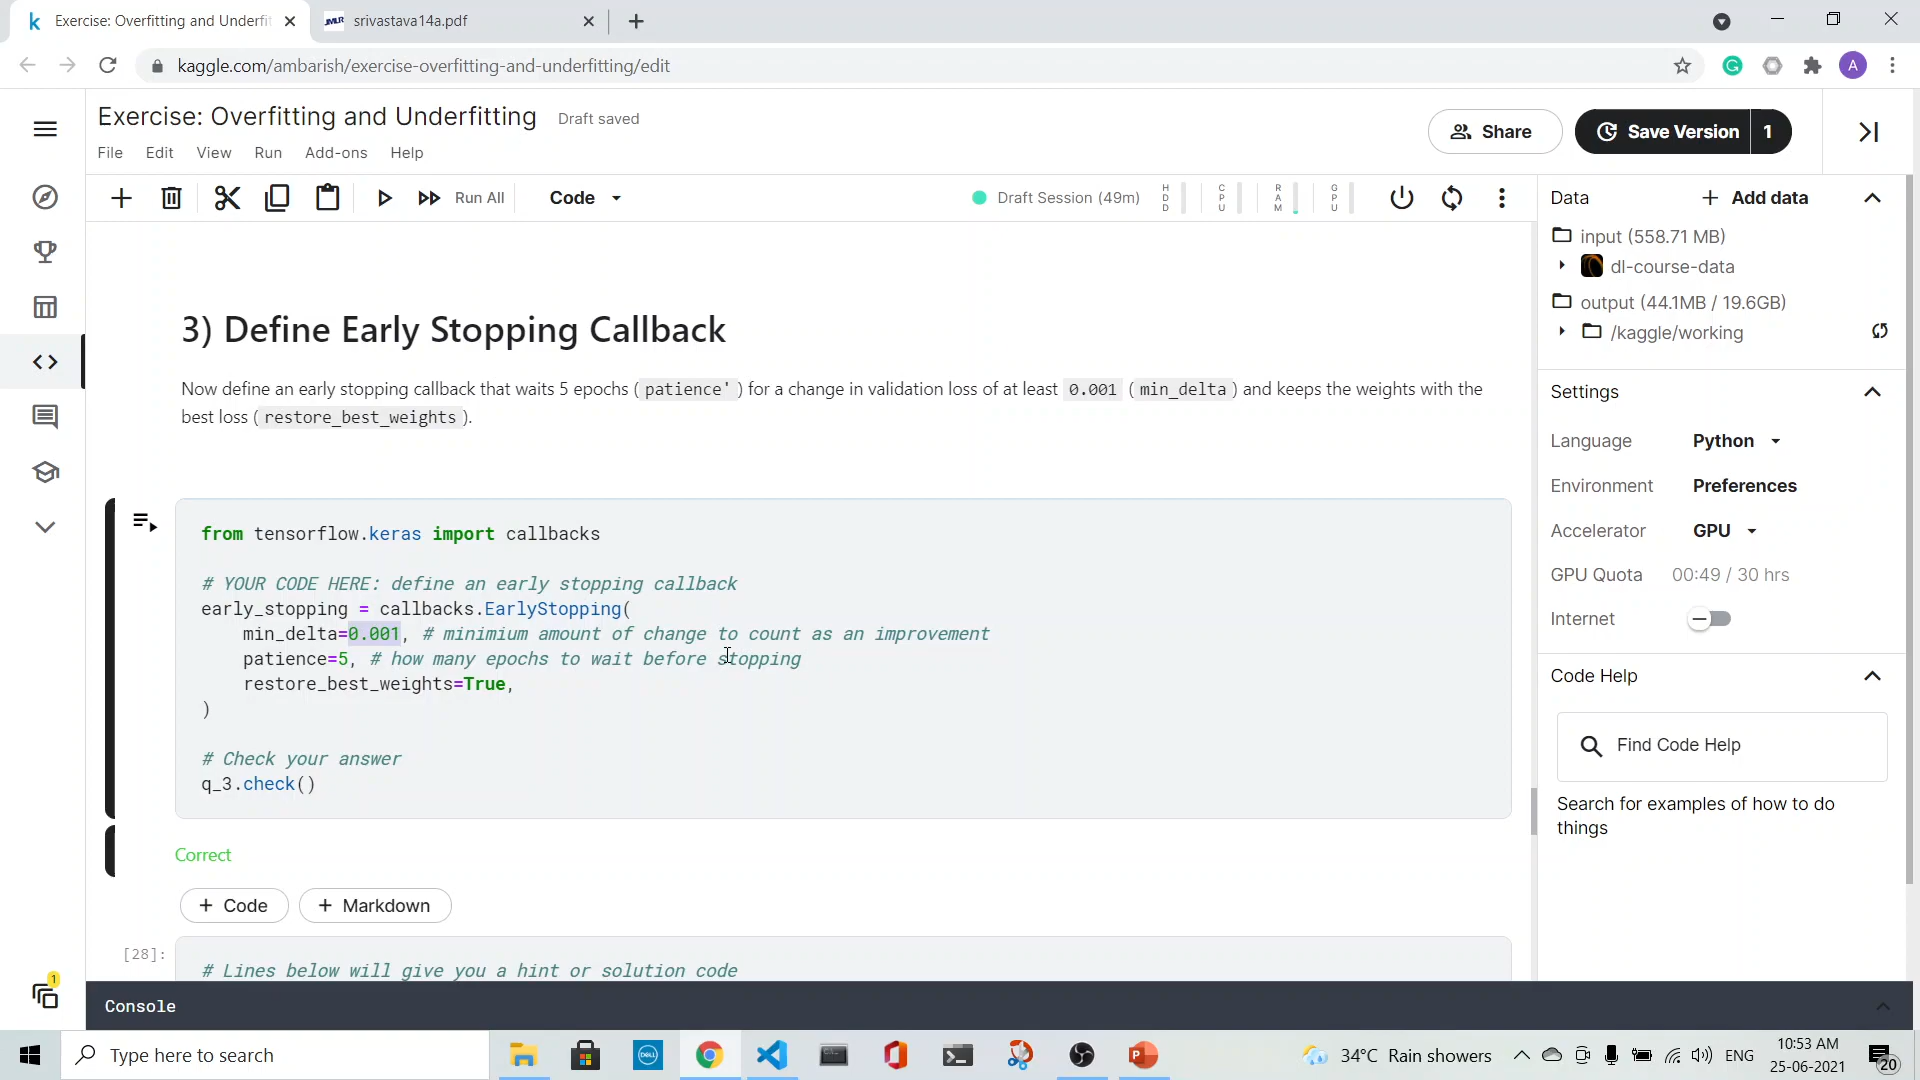 Exercise: Overfitting and Underfit
srivastava14a.pdf
kaggle.com/ambarish/exercise-overfitting-and-underfitting/edit
A
Exercise: Overfitting and Underfitting Draft saved
File Edit View Run Add-ons Help
Share
Save Version 1
Run All
Code
Draft Session (49m)
HDD
CPU
RAM
GPU
3) Define Early Stopping Callback
Now define an early stopping callback that waits 5 epochs ( patience' ) for a change in validation loss of at least 0.001 ( min_delta ) and keeps the weights with the
best loss ( restore_best_weights ).
from tensorflow.keras import callbacks
# YOUR CODE HERE: define an early stopping callback
early_stopping = callbacks.EarlyStopping(
min_delta=0.001, # minimium amount of change to count as an improvement
patience=5, # how many epochs to wait before stopping
restore_best_weights=True,
)
# Check your answer
q_3.check()
Correct
+ Code
+ Markdown
[28]:
# Lines below will give you a hint or solution code
Console
Data
+ Add data
input (558.71 MB)
dl-course-data
output (44.1MB / 19.6GB)
/kaggle/working
Settings
Language Python
Environment Preferences
Accelerator GPU
GPU Quota 00:49 / 30 hrs
Internet
Code Help
Find Code Help
Search for examples of how to do
things
1
Type here to search
DELL
34°C Rain showers
ENG
10:53 AM
25-06-2021
20